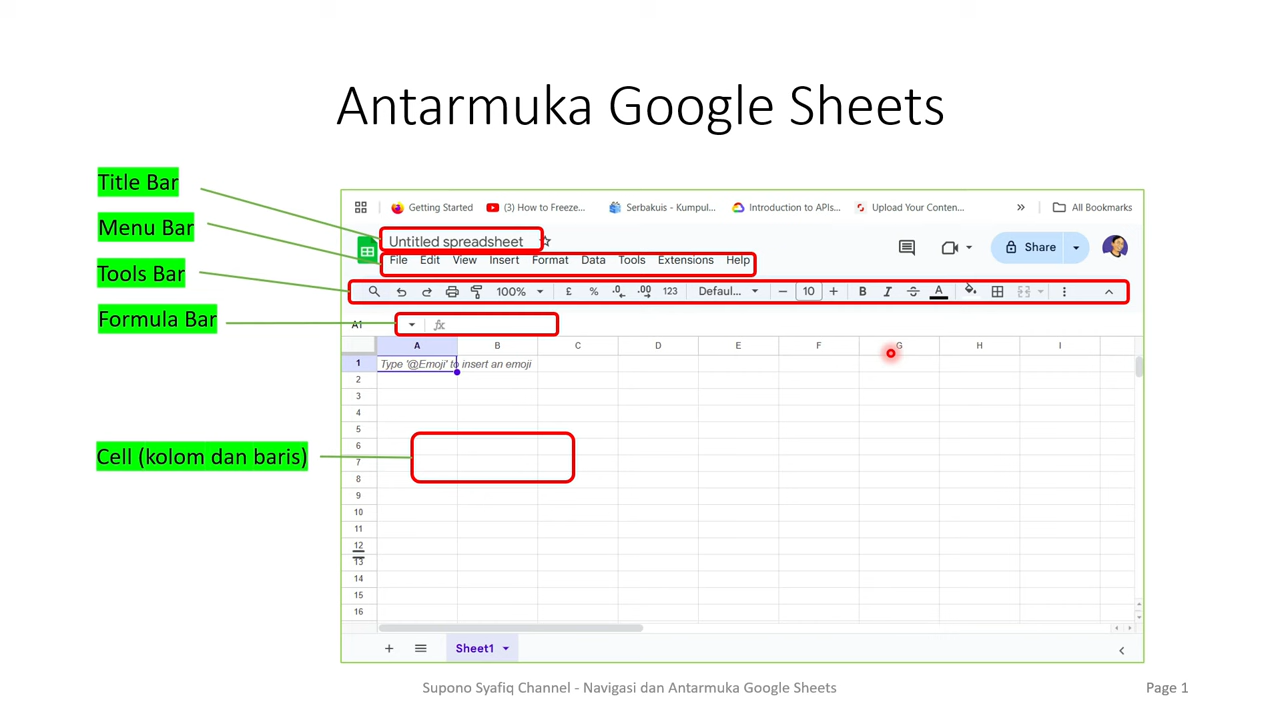 Antarmuka Google Sheets
Title Bar
Menu Bar
Tools Bar
Formula Bar
Cell (kolom dan baris)
Getting Started (3) How to Freeze... Serbakuis - Kumpul... Introduction to APIs... Upload Your Conten... » All Bookmarks
Untitled spreadsheet
Share
File Edit View Insert Format Data Tools Extensions Help
100% £ % .0 .00 123 Defaul... − 10 + B I S A
A1 fx
A B C D E F G H I
1 Type '@Emoji' to insert an emoji
2
3
4
5
6
7
8
9
10
11
12
13
14
15
16
+ Sheet1
Supono Syafiq Channel - Navigasi dan Antarmuka Google Sheets
Page 1